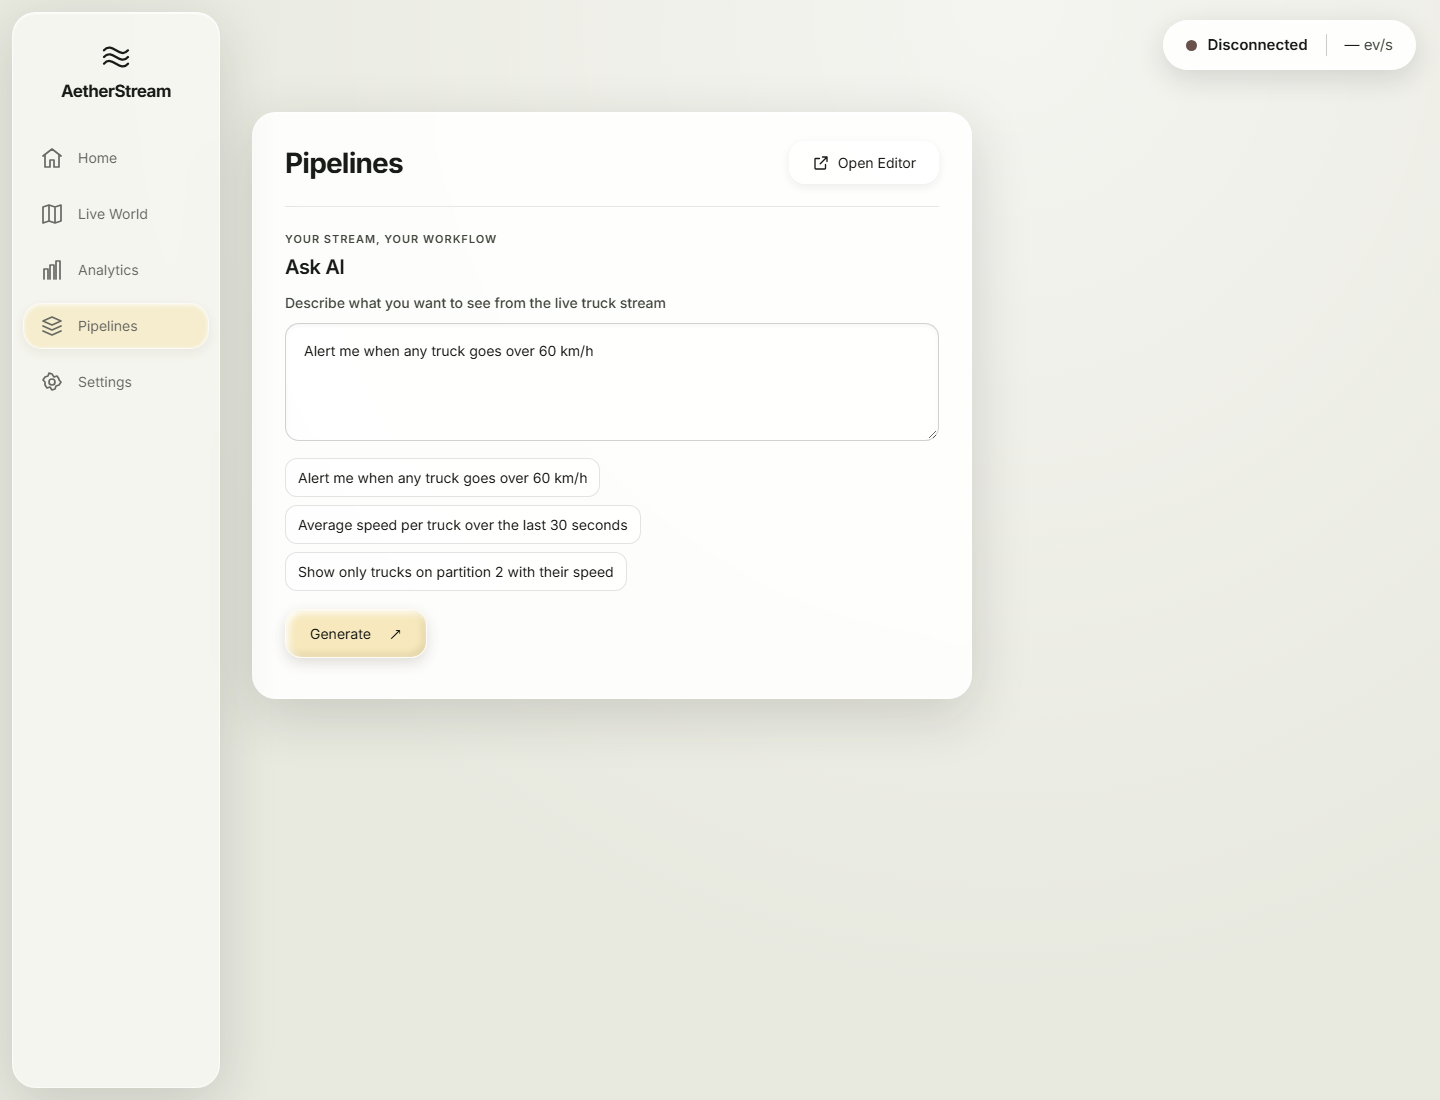 AetherStream
Home
Live World
Analytics
Pipelines
Settings
Disconnected
— ev/s
Pipelines
Open Editor
YOUR STREAM, YOUR WORKFLOW
Ask AI
Describe what you want to see from the live truck stream
Alert me when any truck goes over 60 km/h
Alert me when any truck goes over 60 km/h
Average speed per truck over the last 30 seconds
Show only trucks on partition 2 with their speed
Generate ↗